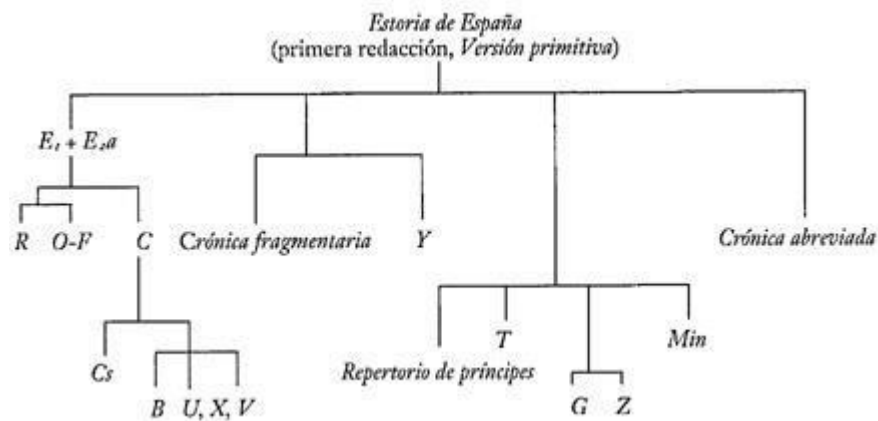 Estoria de España
(primera redacción, Versión primitiva)
E₁ + E₂a
R O-F C Crónica fragmentaria Y Crónica abreviada
T Min
Cs Repertorio de príncipes
B U, X, V G Z